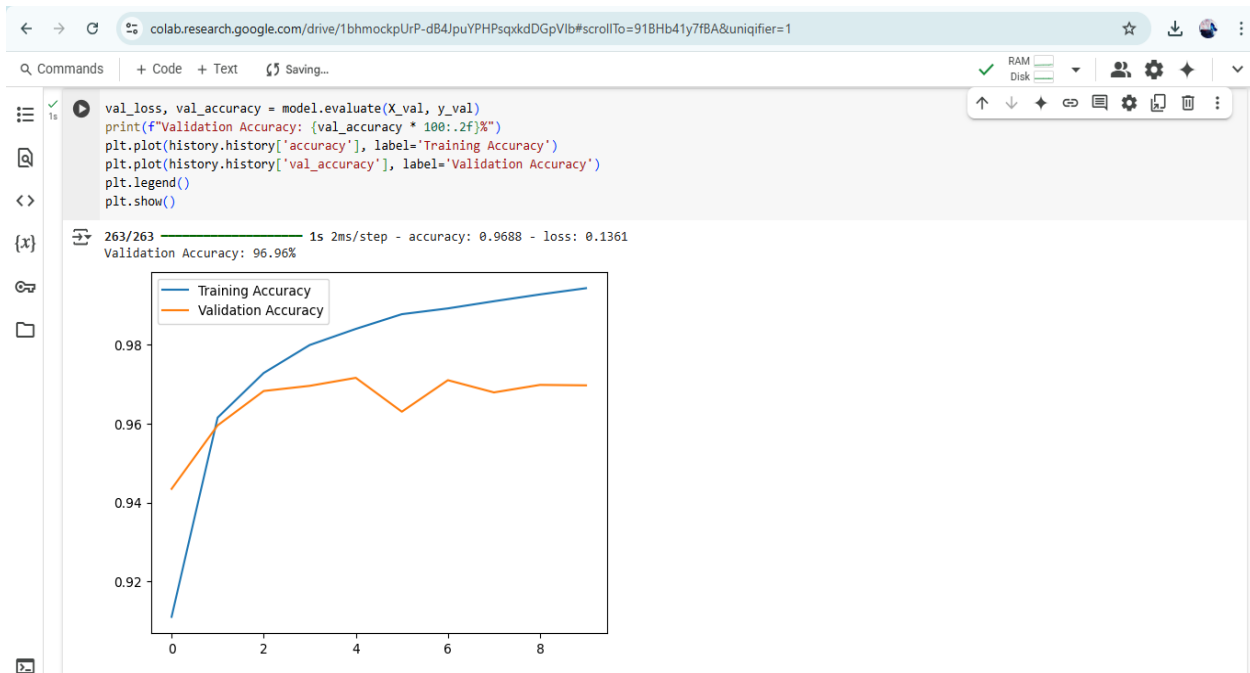 colab.research.google.com/drive/1bhmockpUrP-dB4JpuYPHPsqxkdDGpVIb#scrollTo=91BHb41y7fBA&uniqifier=1
Commands + Code + Text Saving...
RAM
Disk
1s
{x}
val_loss, val_accuracy = model.evaluate(X_val, y_val)
print(f"Validation Accuracy: {val_accuracy * 100:.2f}%")
plt.plot(history.history['accuracy'], label='Training Accuracy')
plt.plot(history.history['val_accuracy'], label='Validation Accuracy')
plt.legend()
plt.show()
263/263 1s 2ms/step - accuracy: 0.9688 - loss: 0.1361
Validation Accuracy: 96.96%
Training Accuracy
Validation Accuracy
0.98
0.96
0.94
0.92
0 2 4 6 8